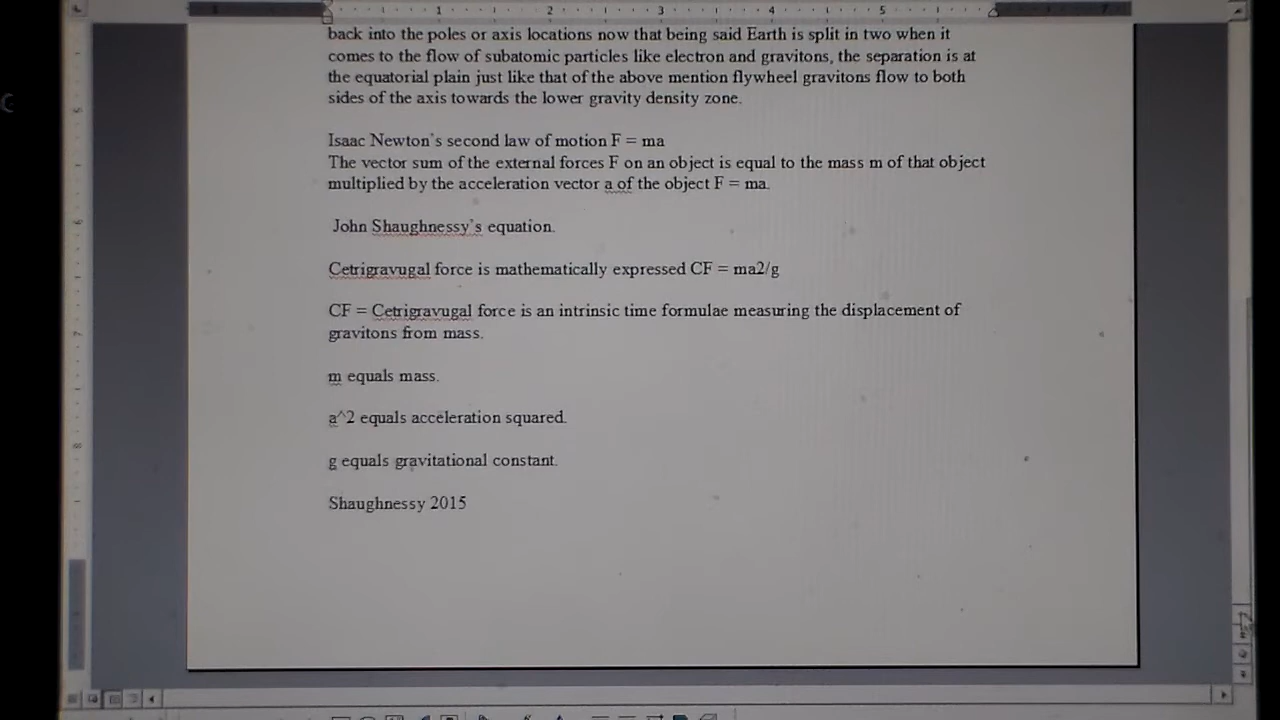 back into the poles or axis locations now that being said Earth is split in two when it
comes to the flow of subatomic particles like electron and gravitons, the separation is at
the equatorial plain just like that of the above mention flywheel gravitons flow to both
sides of the axis towards the lower gravity density zone.
Isaac Newton's second law of motion F = ma
The vector sum of the external forces F on an object is equal to the mass m of that object
multiplied by the acceleration vector a of the object F = ma.
John Shaughnessy's equation.
Cetrigravugal force is mathematically expressed CF = ma2/g
CF = Cetrigravugal force is an intrinsic time formulae measuring the displacement of
gravitons from mass.
m equals mass.
a^2 equals acceleration squared.
g equals gravitational constant.
Shaughnessy 2015